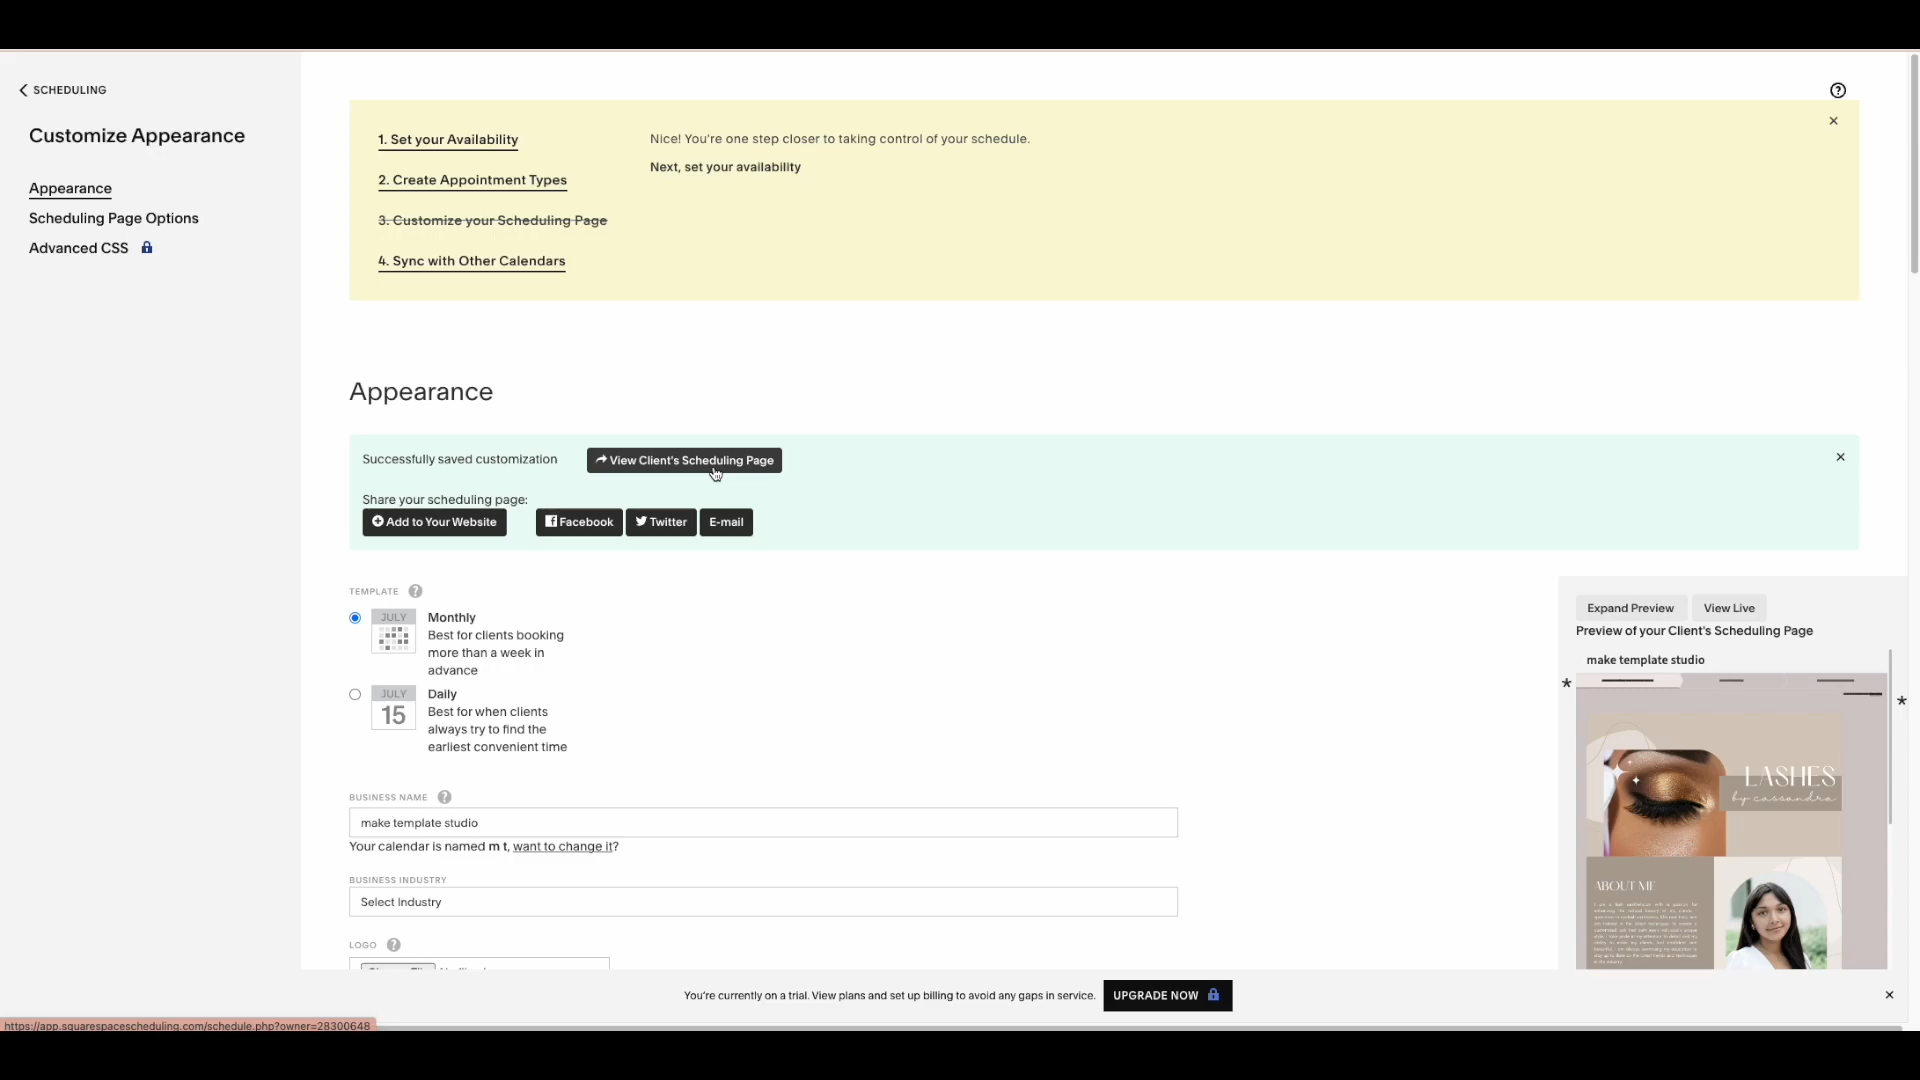 SCHEDULING
Customize Appearance
Appearance
Scheduling Page Options
Advanced CSS
1. Set your Availability
2. Create Appointment Types
3. Customize your Scheduling Page
4. Sync with Other Calendars
Nice! You're one step closer to taking control of your schedule.
Next, set your availability
Appearance
Successfully saved customization
View Client's Scheduling Page
Share your scheduling page:
Add to Your Website
Facebook
Twitter
E-mail
TEMPLATE
JULY
Monthly
Best for clients booking
more than a week in
advance
JULY
15
Daily
Best for when clients
always try to find the
earliest convenient time
BUSINESS NAME
make template studio
Your calendar is named m t, want to change it?
BUSINESS INDUSTRY
Select Industry
LOGO
Expand Preview
View Live
Preview of your Client's Scheduling Page
make template studio
LASHES
by cassandra
ABOUT ME
You're currently on a trial. View plans and set up billing to avoid any gaps in service.
UPGRADE NOW
https://app.squarespacescheduling.com/schedule.php?owner=28300648